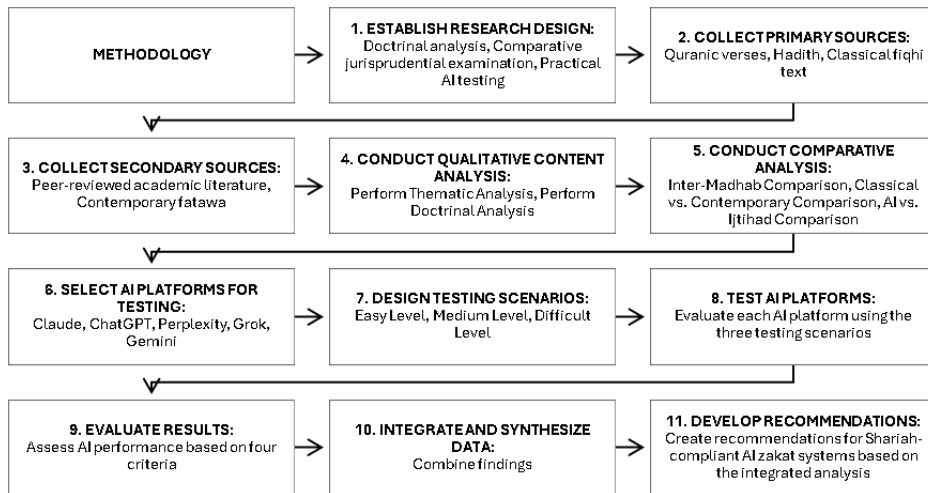 METHODOLOGY
1. ESTABLISH RESEARCH DESIGN:
Doctrinal analysis, Comparative
jurisprudential examination, Practical
AI testing
2. COLLECT PRIMARY SOURCES:
Quranic verses, Hadith, Classical fiqhi
text
3. COLLECT SECONDARY SOURCES:
Peer-reviewed academic literature,
Contemporary fatawa
4. CONDUCT QUALITATIVE CONTENT
ANALYSIS:
Perform Thematic Analysis, Perform
Doctrinal Analysis
5. CONDUCT COMPARATIVE
ANALYSIS:
Inter-Madhab Comparison, Classical
vs. Contemporary Comparison, AI vs.
Ijtihad Comparison
6. SELECT AI PLATFORMS FOR
TESTING:
Claude, ChatGPT, Perplexity, Grok,
Gemini
7. DESIGN TESTING SCENARIOS:
Easy Level, Medium Level, Difficult
Level
8. TEST AI PLATFORMS:
Evaluate each AI platform using the
three testing scenarios
9. EVALUATE RESULTS:
Assess AI performance based on four
criteria
10. INTEGRATE AND SYNTHESIZE
DATA:
Combine findings
11. DEVELOP RECOMMENDATIONS:
Create recommendations for Shariah-
compliant AI zakat systems based on
the integrated analysis